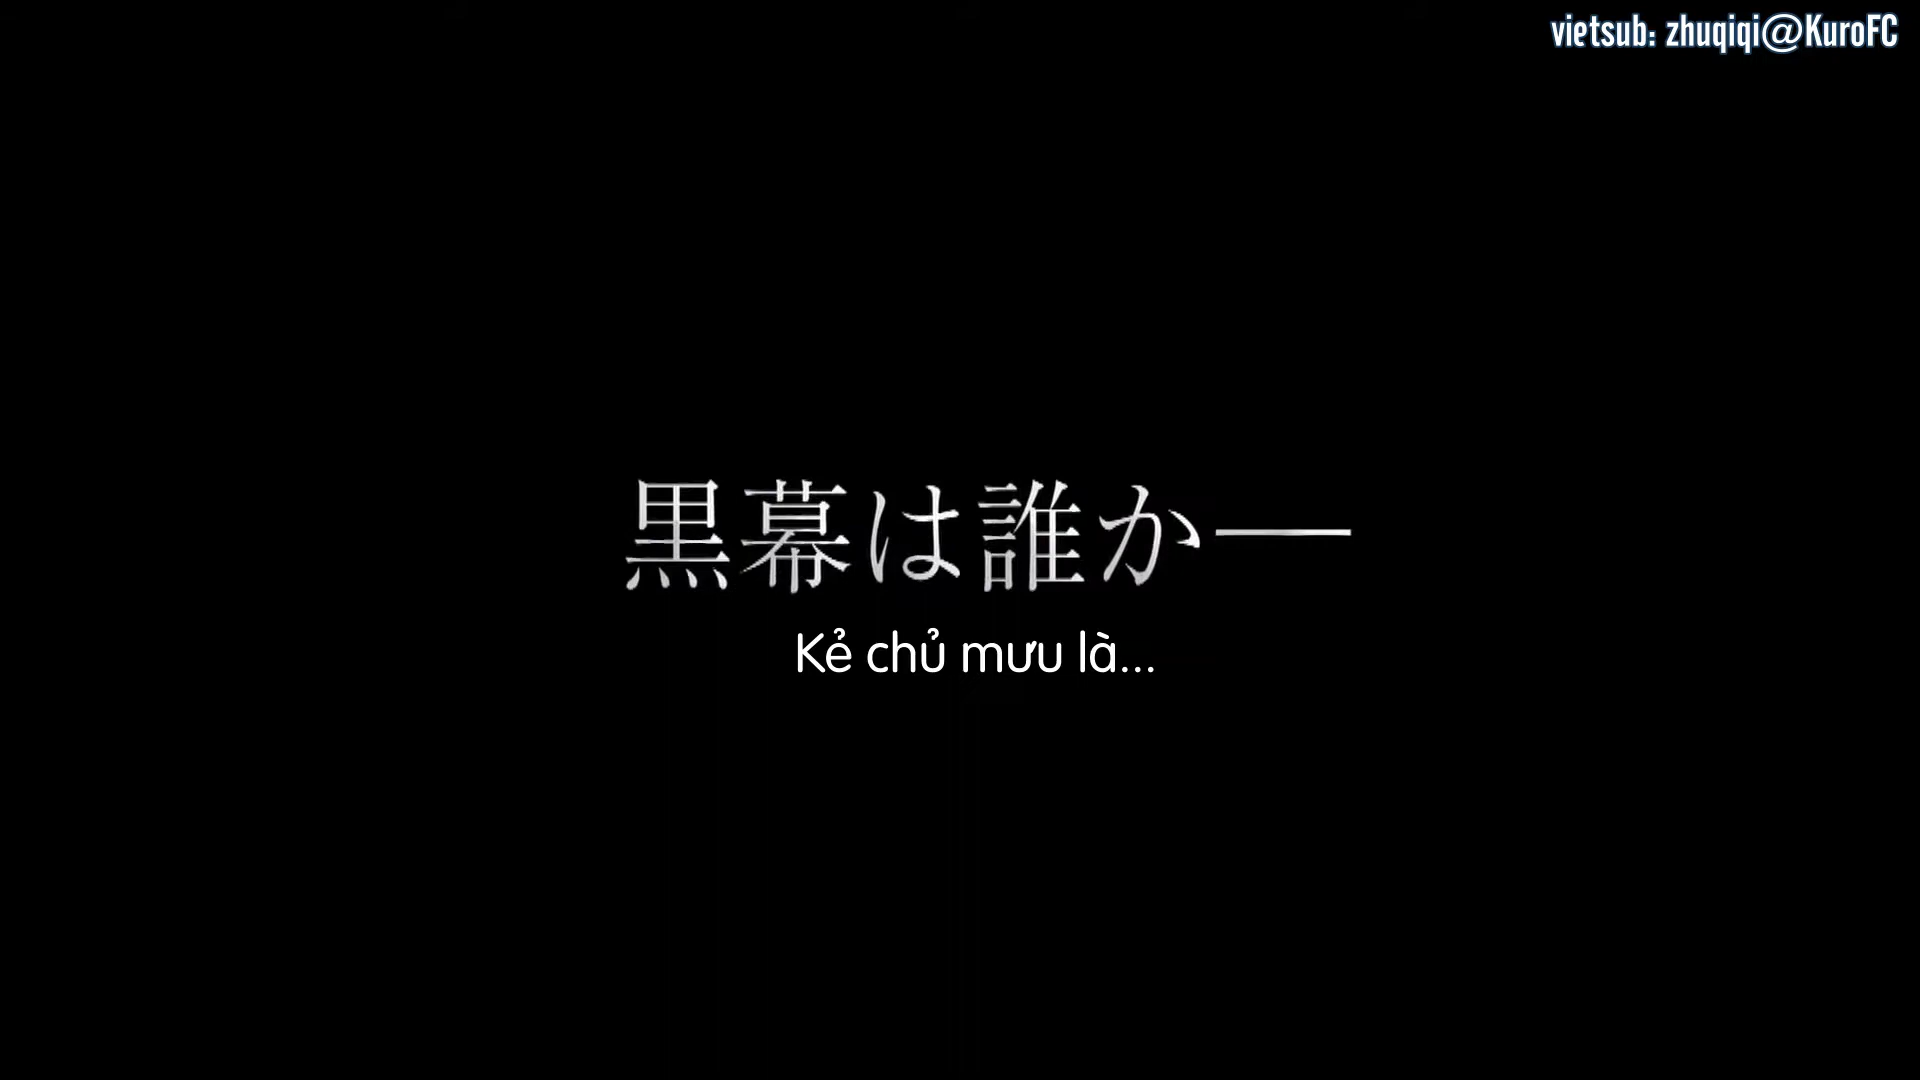 vietsub: zhuqiqi@KuroFC
黒幕は誰か──
Kẻ chủ mưu là...